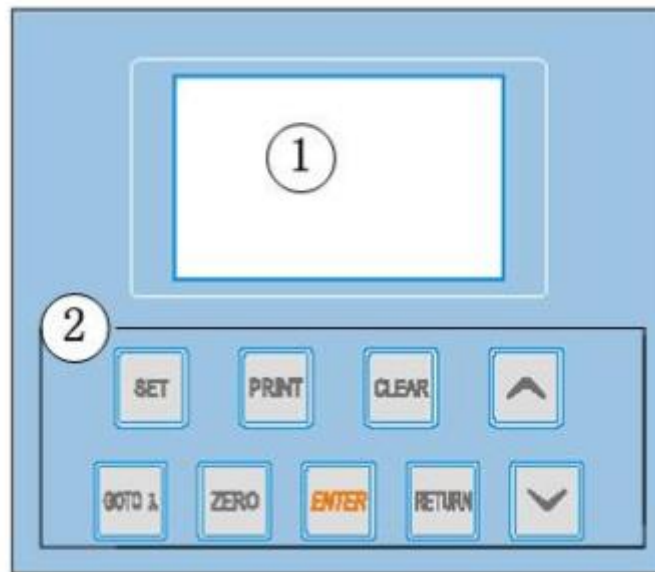 1
2
SET PRINT CLEAR
GOTO λ ZERO ENTER RETURN